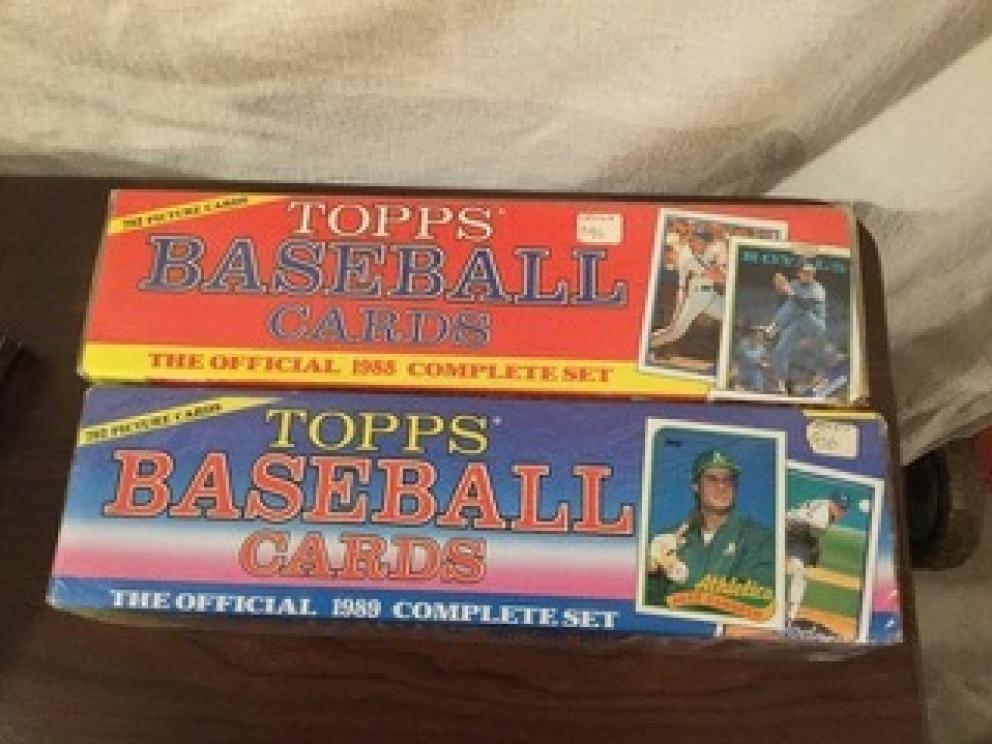 792 PICTURE CARDS
TOPPS
BASEBALL
CARDS
THE OFFICIAL 1988 COMPLETE SET
ROYALS
792 PICTURE CARDS
TOPPS
BASEBALL
CARDS
THE OFFICIAL 1989 COMPLETE SET
Athletics